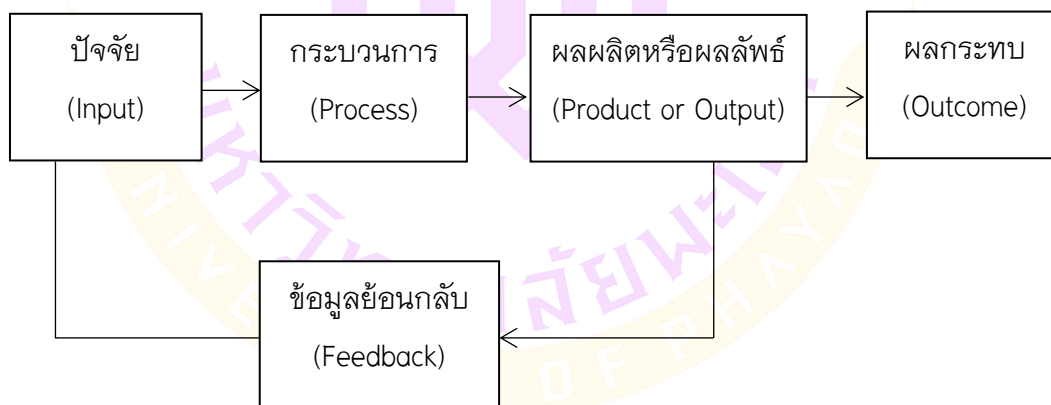 ปัจจัย
(Input)
กระบวนการ
(Process)
ผลผลิตหรือผลลัพธ์
(Product or Output)
ผลกระทบ
(Outcome)
ข้อมูลย้อนกลับ
(Feedback)
OF PHAYAO